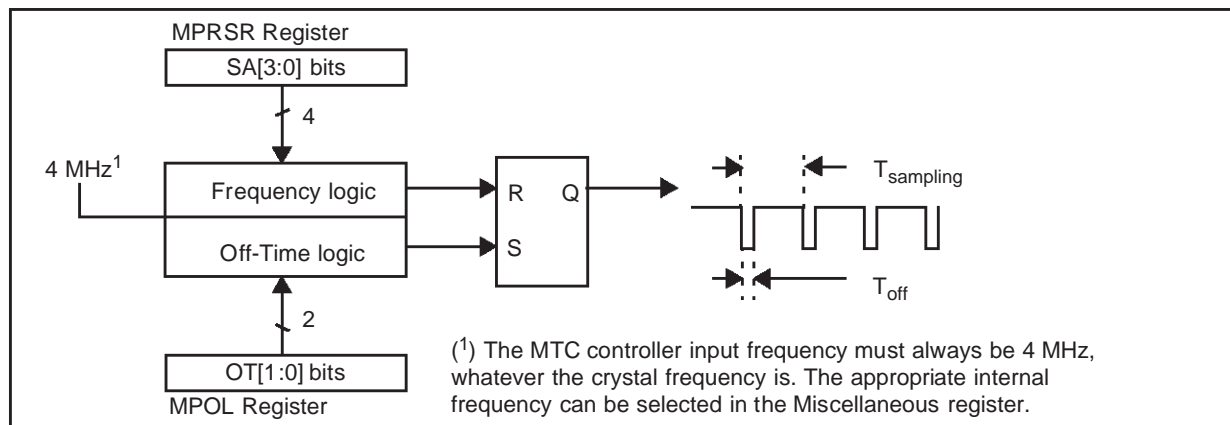 MPRSR Register
SA[3:0] bits
4
4 MHz1
Frequency logic
Off-Time logic
R
Q
S
Tsampling
Toff
2
OT[1:0] bits
MPOL Register
(1) The MTC controller input frequency must always be 4 MHz,
whatever the crystal frequency is. The appropriate internal
frequency can be selected in the Miscellaneous register.